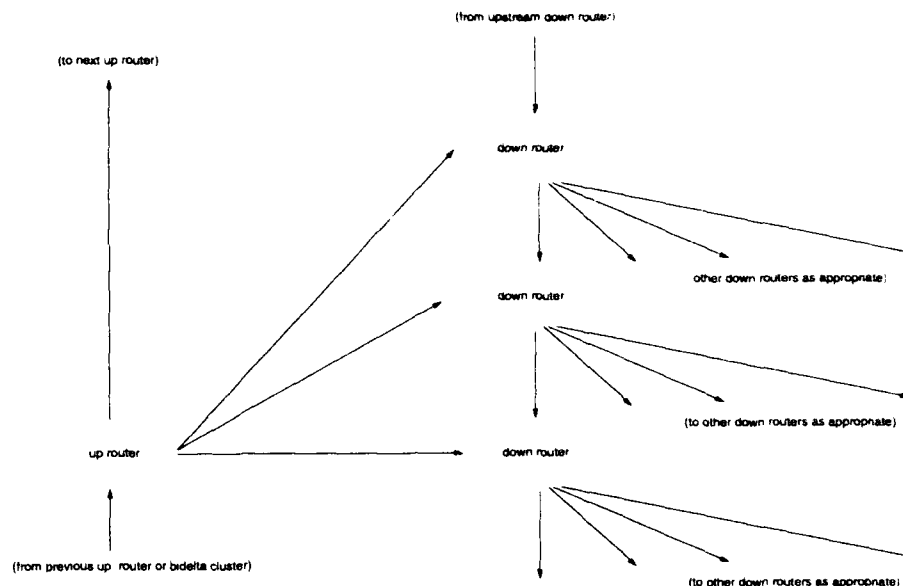 (from upstream down router)
(to next up router)
down router
other down routers as appropriate)
down router
(to other down routers as appropriate)
up router
down router
(from previous up router or bidelta cluster)
(to other down routers as appropriate)